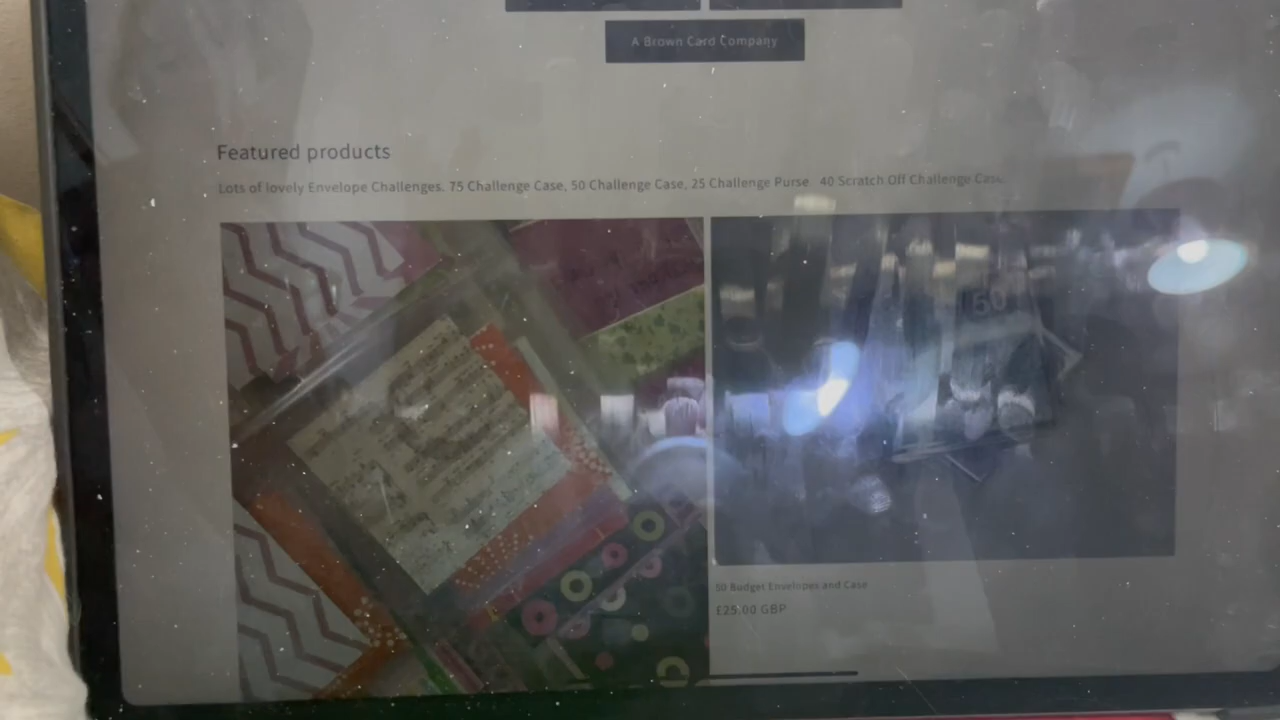 A Brown Card Company
Featured products
Lots of lovely Envelope Challenges. 75 Challenge Case, 50 Challenge Case, 25 Challenge Purse 40 Scratch Off Challenge Case
50
50 Budget Envelopes and Case
£25.00 GBP